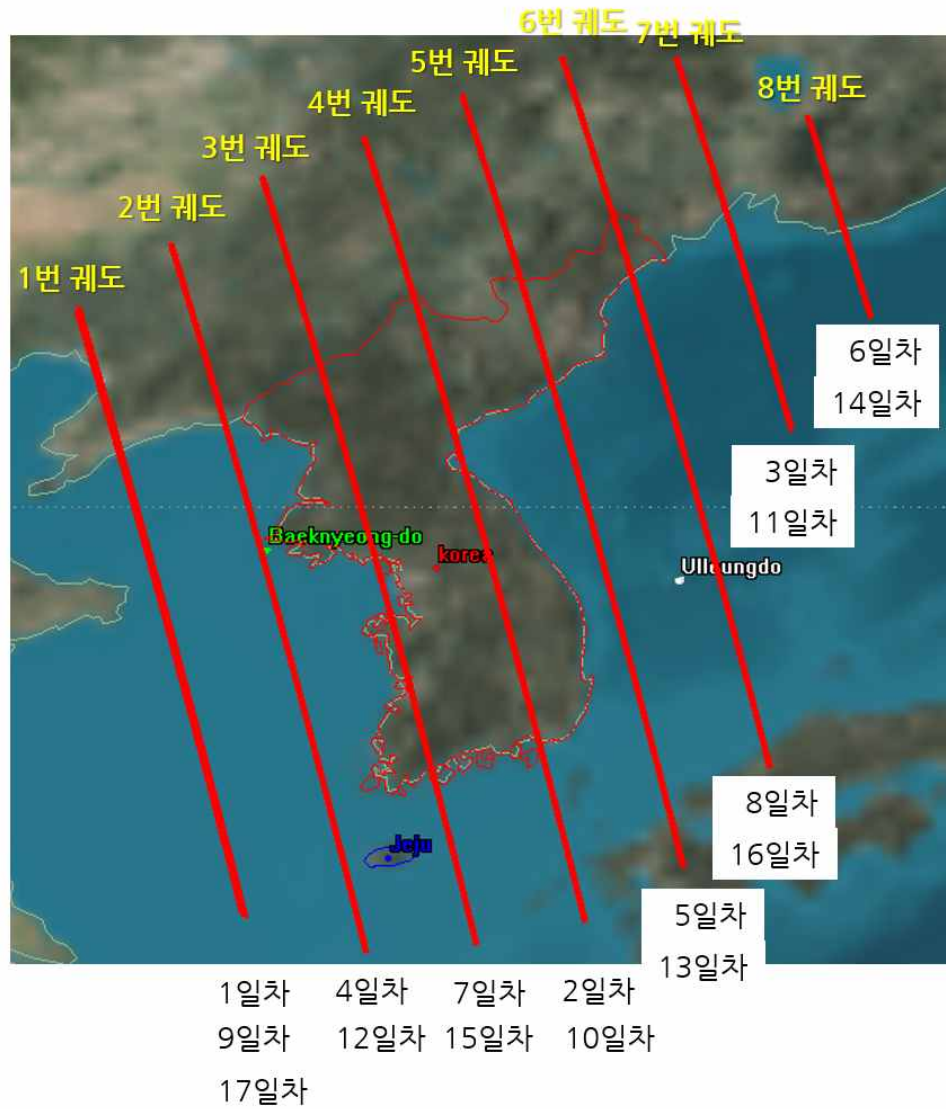 6번 궤도
7번 궤도
5번 궤도
8번 궤도
4번 궤도
3번 궤도
2번 궤도
1번 궤도
6일차
14일차
3일차
11일차
Baeknyeong-do
korea
Ulleungdo
8일차
16일차
Jeju
5일차
13일차
1일차 4일차 7일차 2일차
9일차 12일차 15일차 10일차
17일차